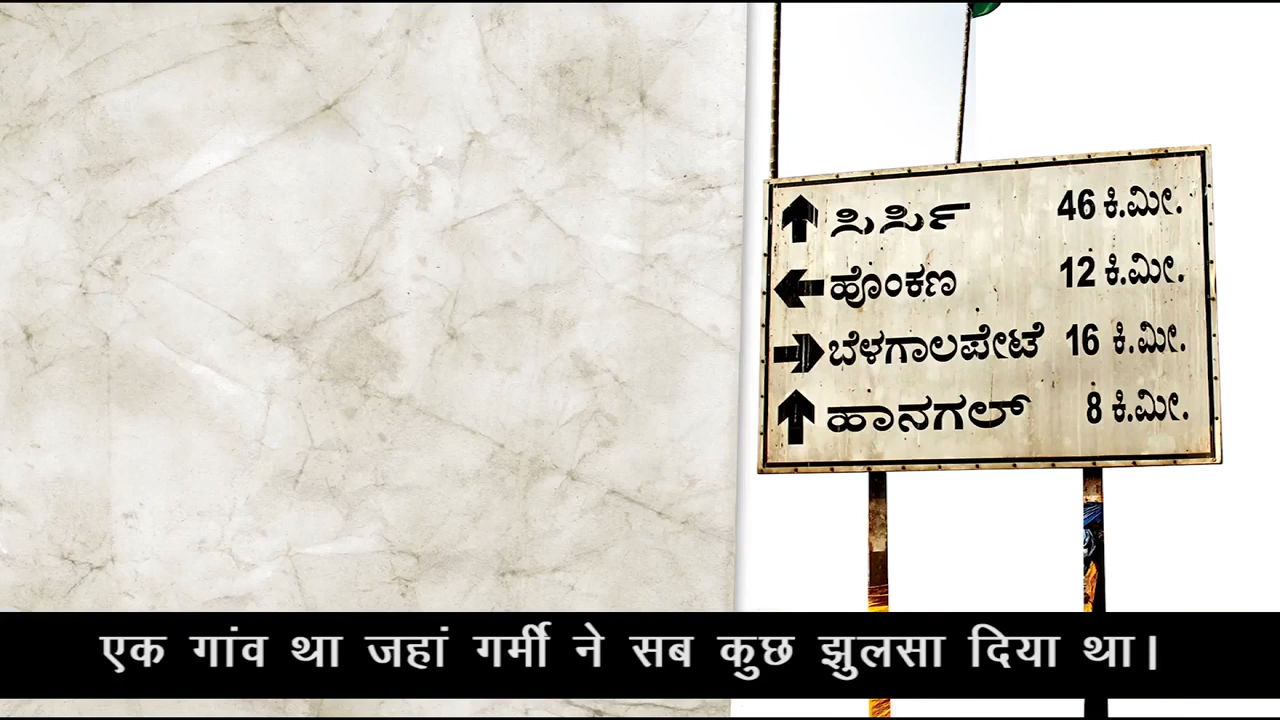 ಸಿರ್ಸಿ 46 ಕಿ.ಮೀ.
ಹೊಂಕಣ 12 ಕಿ.ಮೀ.
ಬೆಳಗಾಲಪೇಟೆ 16 ಕಿ.ಮೀ.
ಹಾನಗಲ್ 8 ಕಿ.ಮೀ.
एक गांव था जहां गर्मी ने सब कुछ झुलसा दिया था।